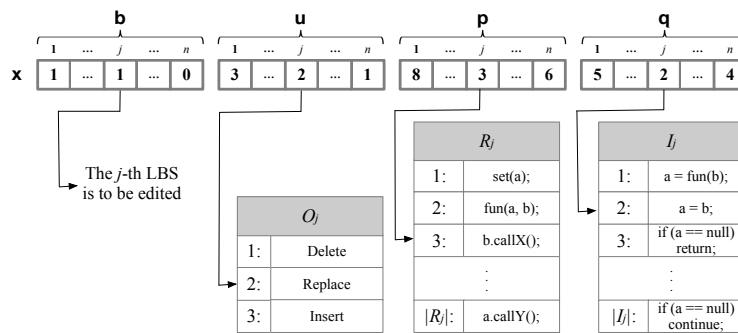 b u p q
1 ... j ... n 1 ... j ... n 1 ... j ... n 1 ... j ... n
x 1 ... 1 ... 0 3 ... 2 ... 1 8 ... 3 ... 6 5 ... 2 ... 4
The j-th LBS
is to be edited
Oj
1: Delete
2: Replace
3: Insert
Rj
1: set(a);
2: fun(a, b);
3: b.callX();
⋮ ⋮
|Rj|: a.callY();
Ij
1: a = fun(b);
2: a = b;
3: if (a == null)
return;
⋮ ⋮
|Ij|: if (a == null)
continue;